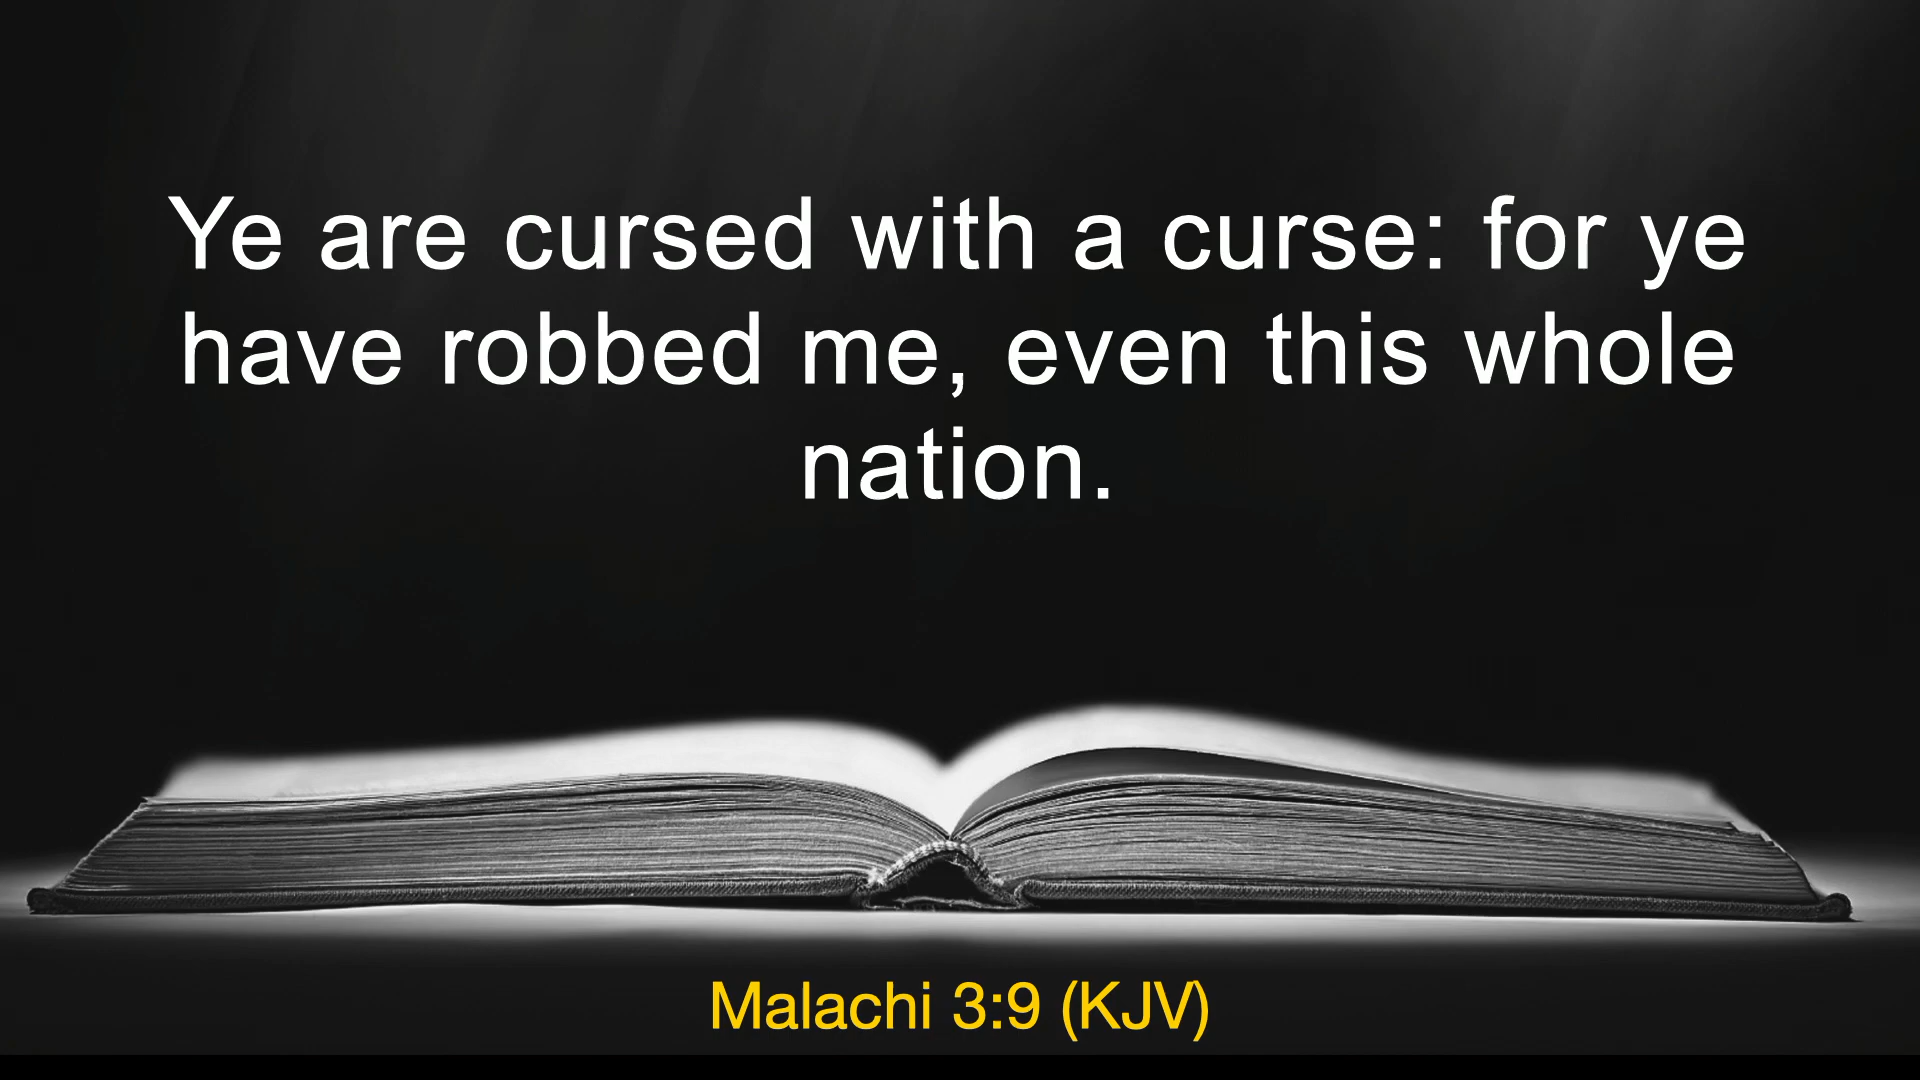 Ye are cursed with a curse: for ye
have robbed me, even this whole
nation.
Malachi 3:9 (KJV)